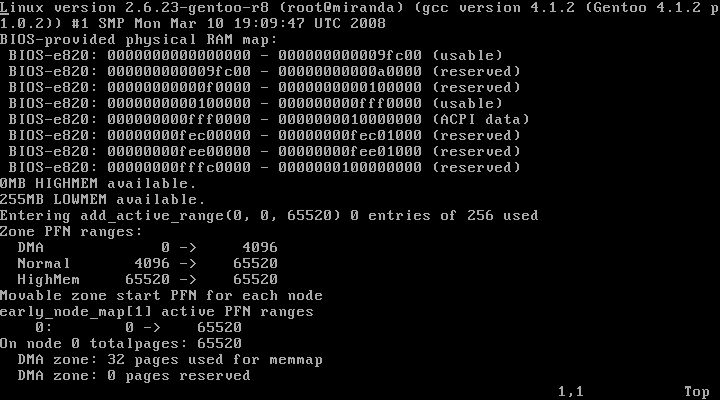 Linux version 2.6.23-gentoo-r8 (root@miranda) (gcc version 4.1.2 (Gentoo 4.1.2 p
1.0.2)) #1 SMP Mon Mar 10 19:09:47 UTC 2008
BIOS-provided physical RAM map:
 BIOS-e820: 0000000000000000 - 000000000009fc00 (usable)
 BIOS-e820: 000000000009fc00 - 00000000000a0000 (reserved)
 BIOS-e820: 00000000000f0000 - 0000000000100000 (reserved)
 BIOS-e820: 0000000000100000 - 000000000fff0000 (usable)
 BIOS-e820: 000000000fff0000 - 0000000010000000 (ACPI data)
 BIOS-e820: 00000000fec00000 - 00000000fec01000 (reserved)
 BIOS-e820: 00000000fee00000 - 00000000fee01000 (reserved)
 BIOS-e820: 00000000fffc0000 - 0000000100000000 (reserved)
0MB HIGHMEM available.
255MB LOWMEM available.
Entering add_active_range(0, 0, 65520) 0 entries of 256 used
Zone PFN ranges:
  DMA             0 ->     4096
  Normal       4096 ->    65520
  HighMem     65520 ->    65520
Movable zone start PFN for each node
early_node_map[1] active PFN ranges
    0:        0 ->    65520
On node 0 totalpages: 65520
  DMA zone: 32 pages used for memmap
  DMA zone: 0 pages reserved
1,1           Top